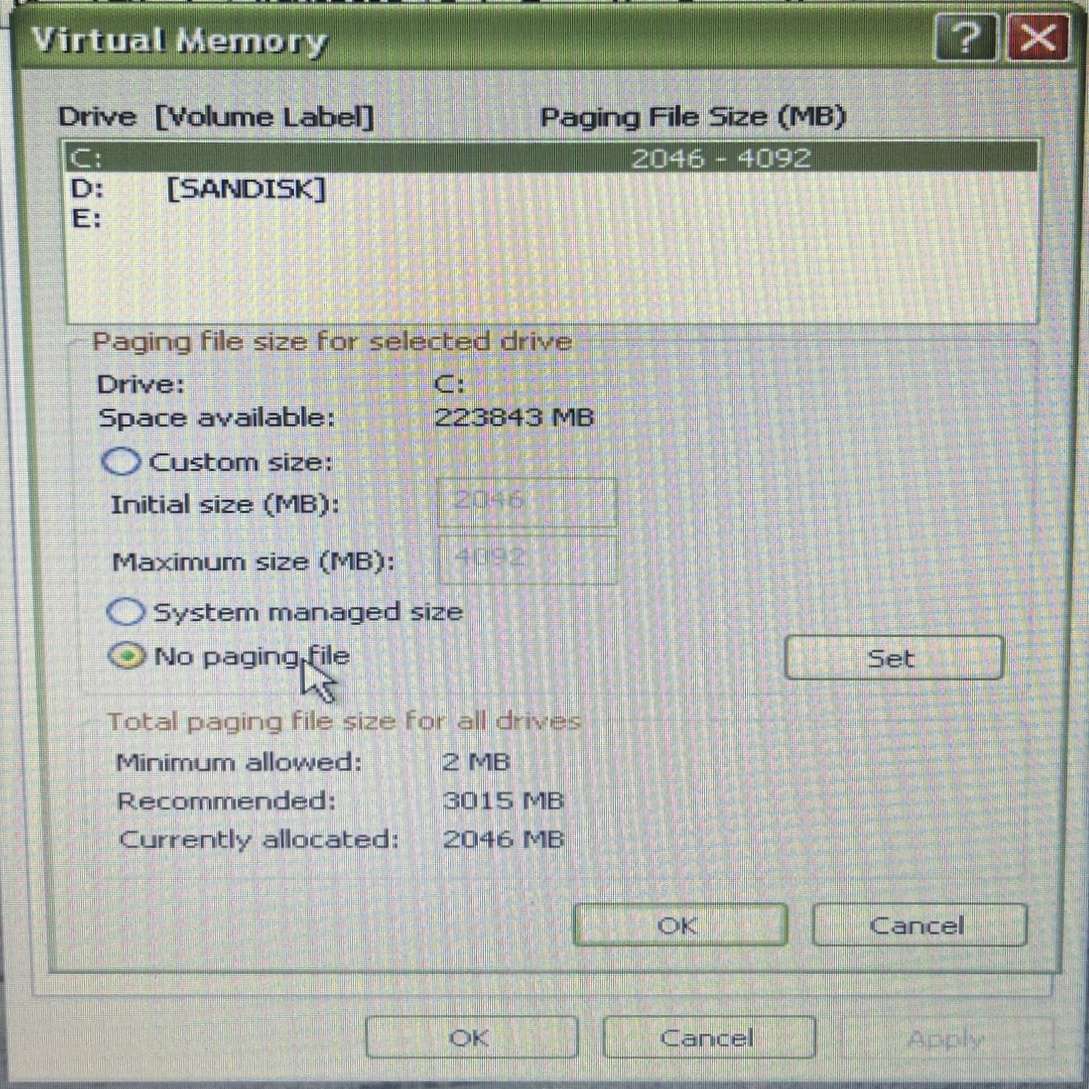 Virtual Memory
Drive [Volume Label] Paging File Size (MB)
C: 2046 - 4092
D: [SANDISK]
E:
Paging file size for selected drive
Drive: C:
Space available: 223843 MB
Custom size:
Initial size (MB): 2046
Maximum size (MB): 4092
System managed size
No paging file
Set
Total paging file size for all drives
Minimum allowed: 2 MB
Recommended: 3015 MB
Currently allocated: 2046 MB
OK Cancel
OK Cancel Apply